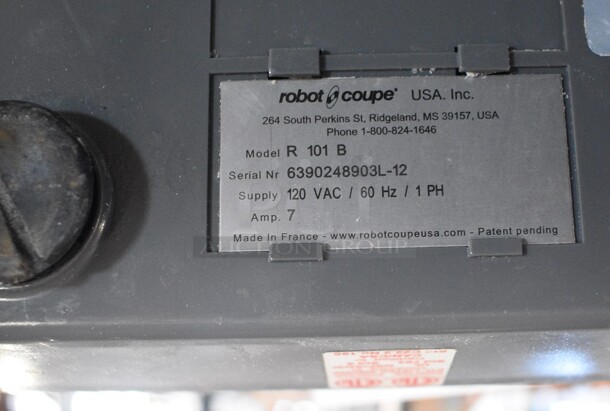 robot coupe® USA. Inc.
264 South Perkins St, Ridgeland, MS 39157, USA
Phone 1-800-824-1646
Model R 101 B
Serial Nr 6390248903L-12
Supply 120 VAC / 60 Hz / 1 PH
Amp. 7
Made in France - www.robotcoupeusa.com - Patent pending
AUCTION GROUP